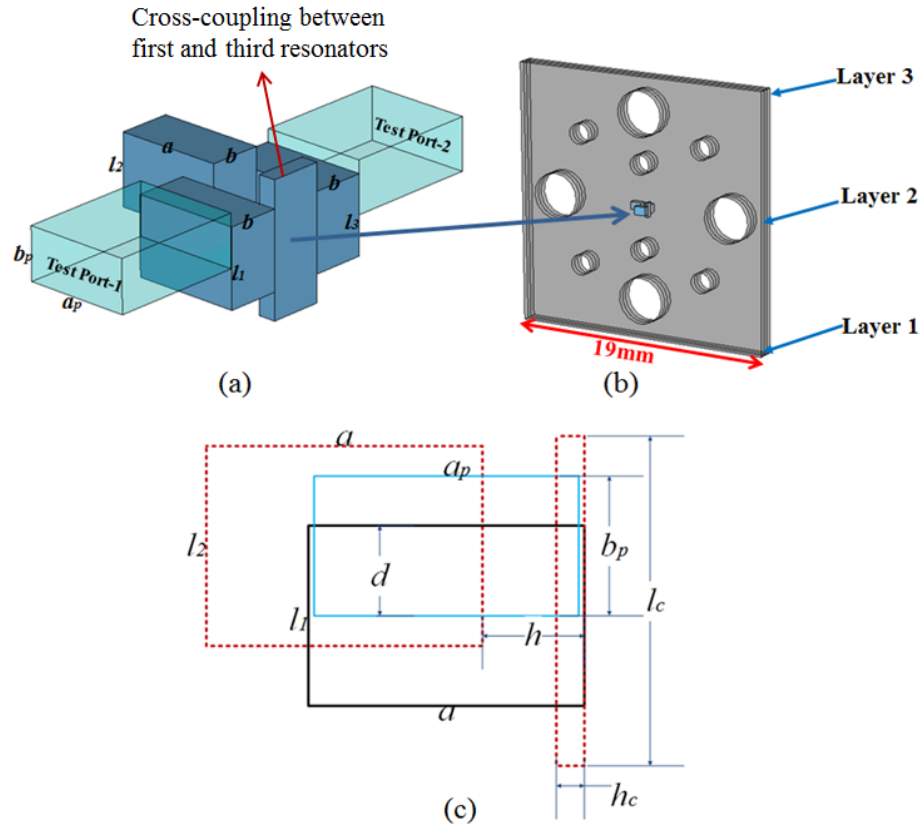 Cross-coupling between
first and third resonators
a
b
l2
b
b
l3
l1
bp
ap
Test Port-1
Test Port-2
(a)
Layer 3
Layer 2
Layer 1
19mm
(b)
a
ap
l2
d
bp
lc
l1
h
a
hc
(c)